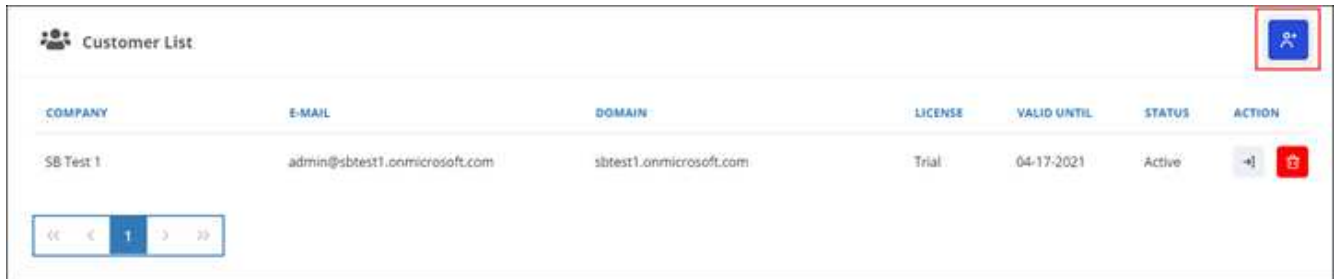 Customer List
COMPANY E-MAIL DOMAIN LICENSE VALID UNTIL STATUS ACTION
SB Test 1 admin@sbtest1.onmicrosoft.com sbtest1.onmicrosoft.com Trial 04-17-2021 Active
<< < 1 > >>